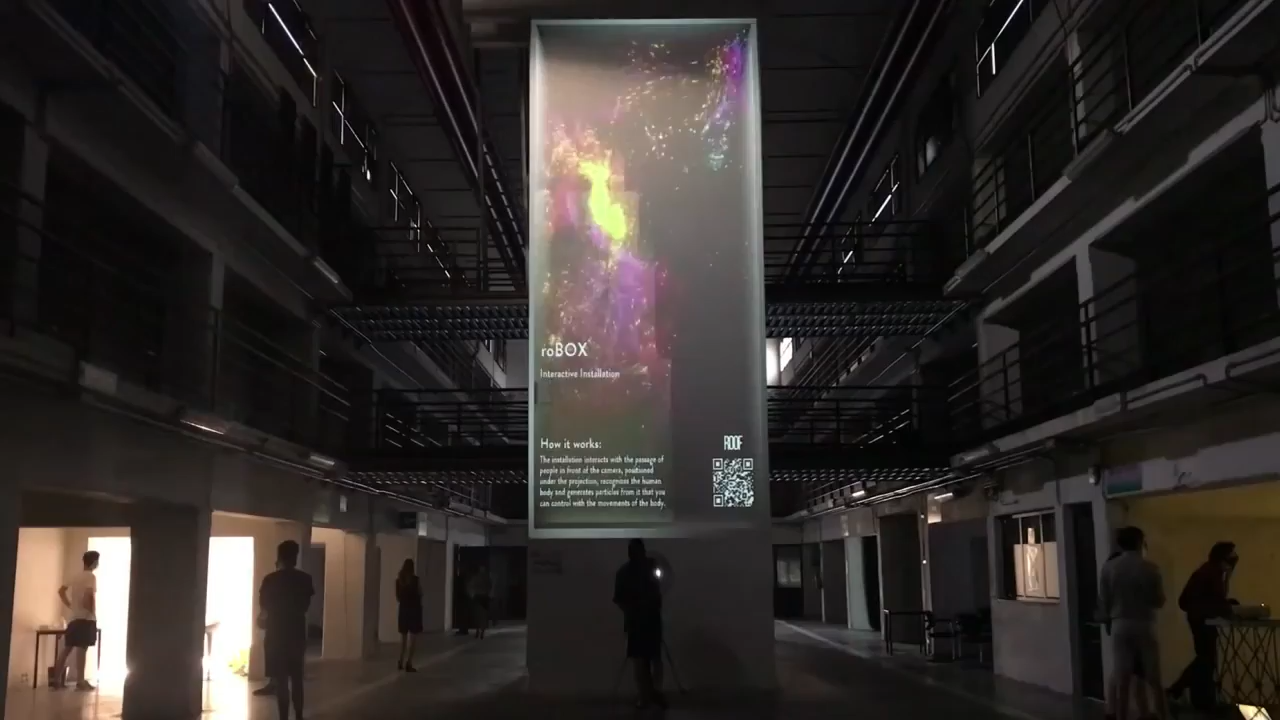 roBOX
Interactive Installation
How it works:
The installation interacts with the passage of
people in front of the camera, positioned
under the projection, recognizes the human
body and generates particles from it that you
can control with the movements of the body.
ROOF